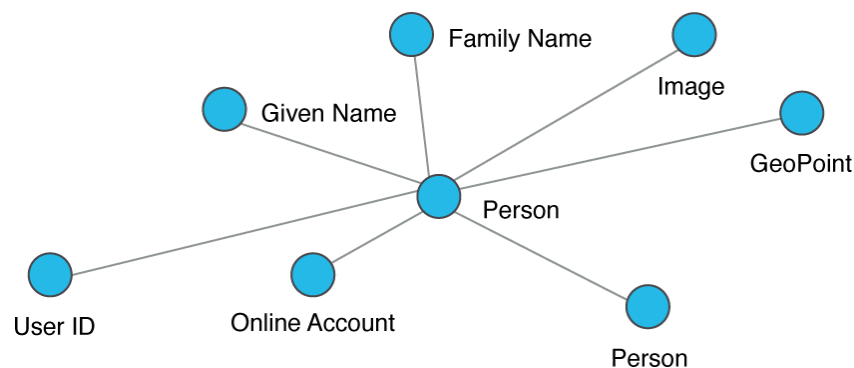 Family Name
Image
Given Name
GeoPoint
Person
User ID
Online Account
Person